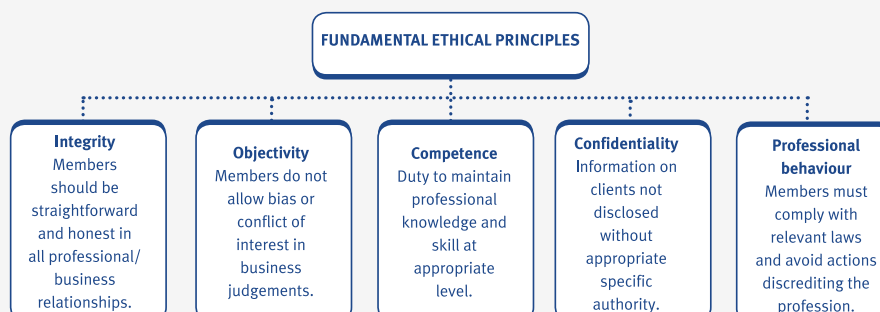 FUNDAMENTAL ETHICAL PRINCIPLES
Integrity
Members
should be
straightforward
and honest in
all professional/
business
relationships.
Objectivity
Members do not
allow bias or
conflict of
interest in
business
judgements.
Competence
Duty to maintain
professional
knowledge and
skill at
appropriate
level.
Confidentiality
Information on
clients not
disclosed
without
appropriate
specific
authority.
Professional
behaviour
Members must
comply with
relevant laws
and avoid actions
discrediting the
profession.